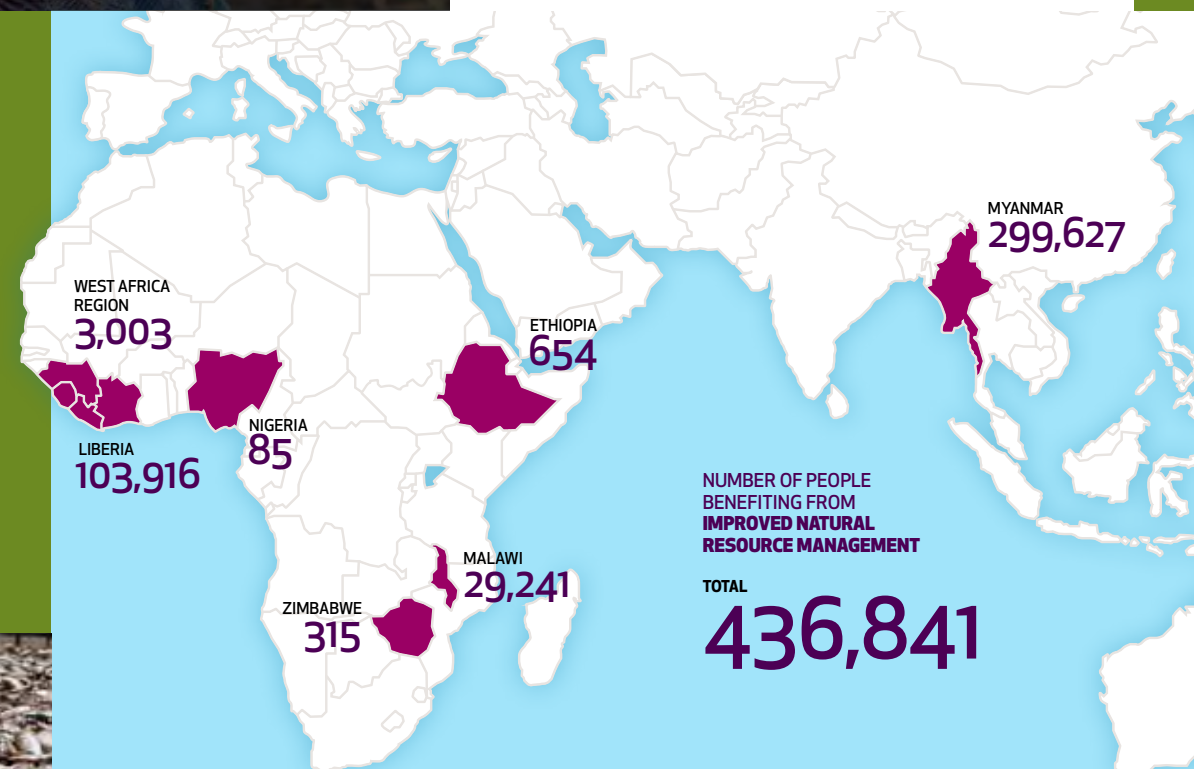 MYANMAR
299,627
WEST AFRICA
REGION
3,003
ETHIOPIA
654
NIGERIA
85
LIBERIA
103,916
NUMBER OF PEOPLE
BENEFITING FROM
IMPROVED NATURAL
RESOURCE MANAGEMENT
MALAWI
29,241
TOTAL
436,841
ZIMBABWE
315